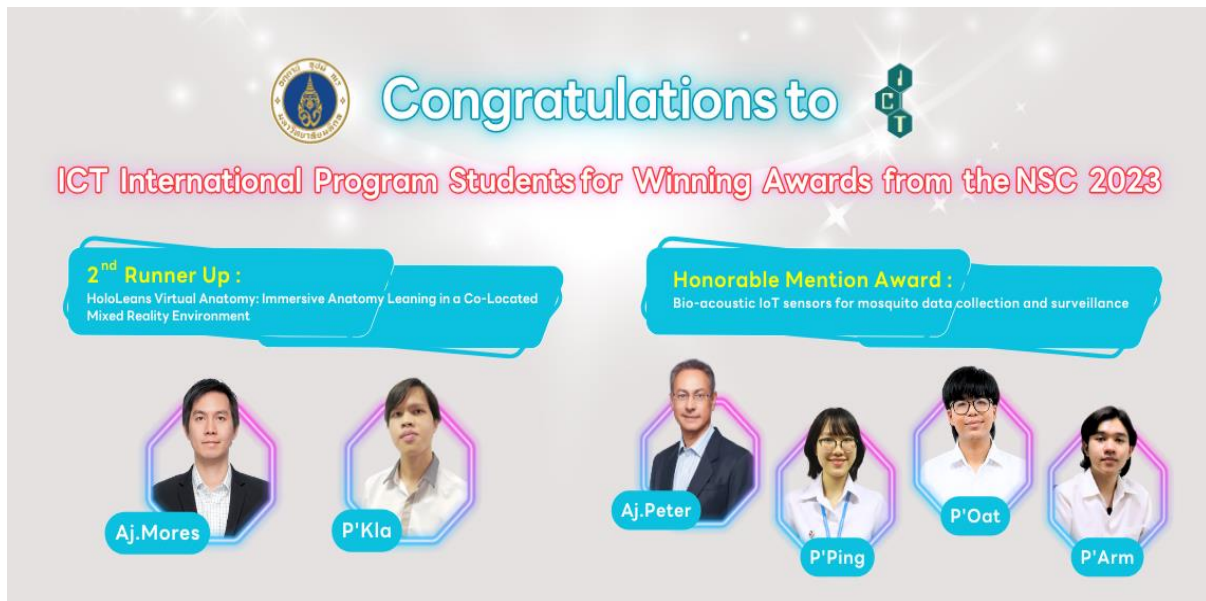 Congratulations to
I
C
T
ICT International Program Students for Winning Awards from the NSC 2023
2nd Runner Up :
HoloLeans Virtual Anatomy: Immersive Anatomy Leaning in a Co-Located
Mixed Reality Environment
Honorable Mention Award :
Bio-acoustic IoT sensors for mosquito data collection and surveillance
Aj.Mores
P'Kla
Aj.Peter
P'Ping
P'Oat
P'Arm